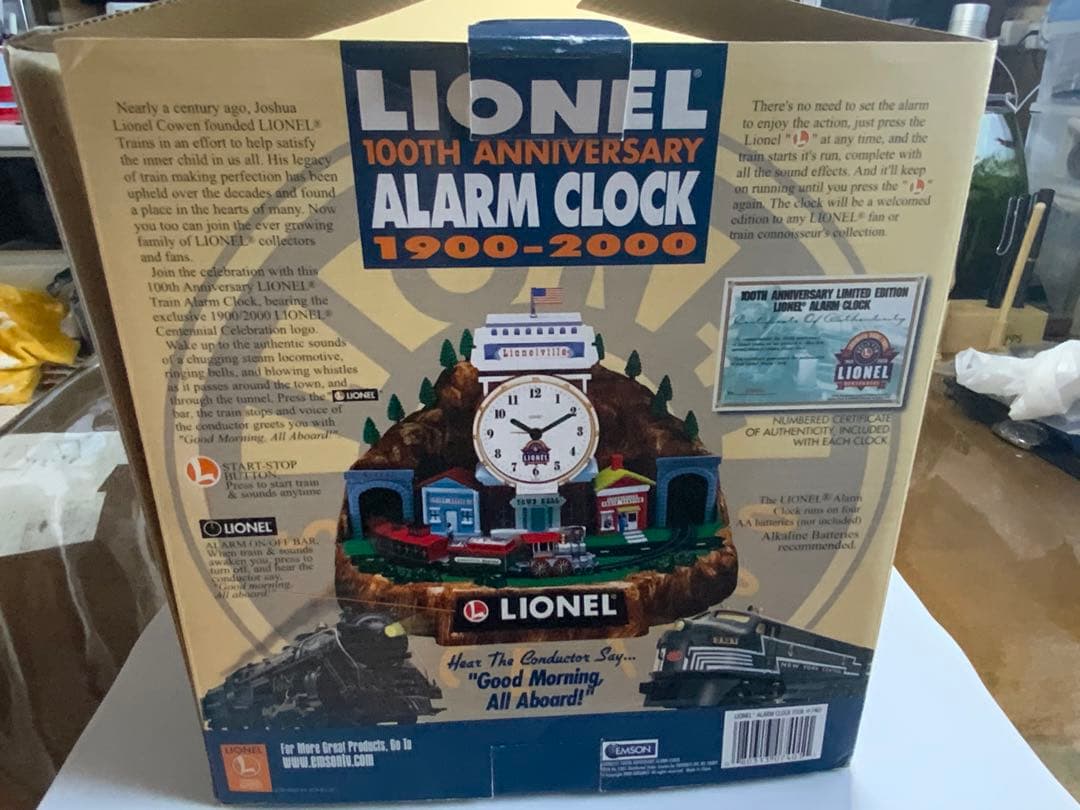 LIONEL®
100TH ANNIVERSARY
ALARM CLOCK
1900-2000
Nearly a century ago, Joshua
Lionel Cowen founded LIONEL®
Trains in an effort to help satisfy
the inner child in us all. His legacy
of train making perfection has been
upheld over the decades and found
a place in the hearts of many. Now
you too can join the ever growing
family of LIONEL® collectors
and fans.
Join the celebration with this
100th Anniversary LIONEL®
Train Alarm Clock, bearing the
exclusive 1900/2000 LIONEL®
Centennial Celebration logo.
Wake up to the authentic sounds
of a chugging steam locomotive,
ringing bells, and blowing whistles
as it passes around the town, and
through the tunnel. Press the LIONEL
bar, the train stops and voice of
the conductor greets you with
"Good Morning, All Aboard!"
L START-STOP
BUTTON
Press to start train
& sounds anytime
LIONEL
ALARM ON/OFF BAR.
When train & sounds
awaken you, press to
turn off, and hear the
conductor say,
"Good morning,
All aboard!"
There's no need to set the alarm
to enjoy the action, just press the
Lionel "L" at any time, and the
train starts it's run, complete with
all the sound effects. And it'll keep
on running until you press the "L"
again. The clock will be a welcomed
edition to any LIONEL® fan or
train connoisseur's collection.
100TH ANNIVERSARY LIMITED EDITION
LIONEL® ALARM CLOCK
Certificate Of Authenticity
LIONEL
NUMBERED CERTIFICATE
OF AUTHENTICITY INCLUDED
WITH EACH CLOCK
The LIONEL® Alarm
Clock runs on four
AA batteries (not included)
Alkaline Batteries
recommended.
Lionelville
12
11 1
10 2
9 3
8 4
7 6 5
LIONEL
TOWN HALL
L LIONEL®
Hear The Conductor Say...
"Good Morning,
All Aboard!"
NEW YORK CENTRAL
LIONEL
L
For More Great Products, Go To
www.emsontv.com
EMSON